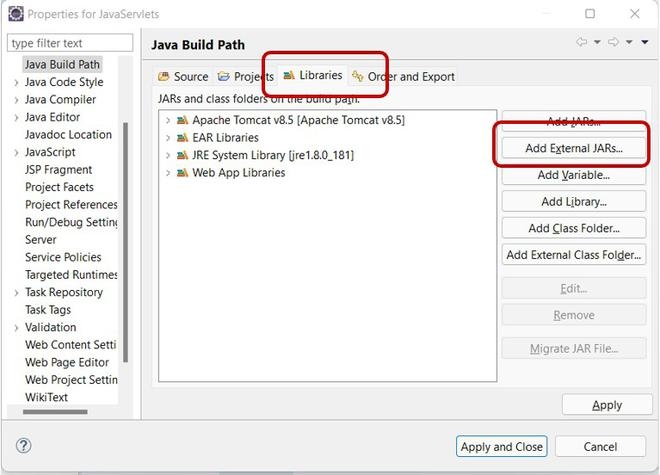 Properties for JavaServlets
type filter text
Java Build Path
Java Code Style
Java Compiler
Java Editor
Javadoc Location
JavaScript
JSP Fragment
Project Facets
Project References
Run/Debug Setting
Server
Service Policies
Targeted Runtimes
Task Repository
Task Tags
Validation
Web Content Setti
Web Page Editor
Web Project Settin
WikiText
Java Build Path
Source Projects Libraries Order and Export
JARs and class folders on the build path:
Apache Tomcat v8.5 [Apache Tomcat v8.5]
EAR Libraries
JRE System Library [jre1.8.0_181]
Web App Libraries
Add JARs...
Add External JARs...
Add Variable...
Add Library...
Add Class Folder...
Add External Class Folder...
Edit...
Remove
Migrate JAR File...
Apply
Apply and Close
Cancel